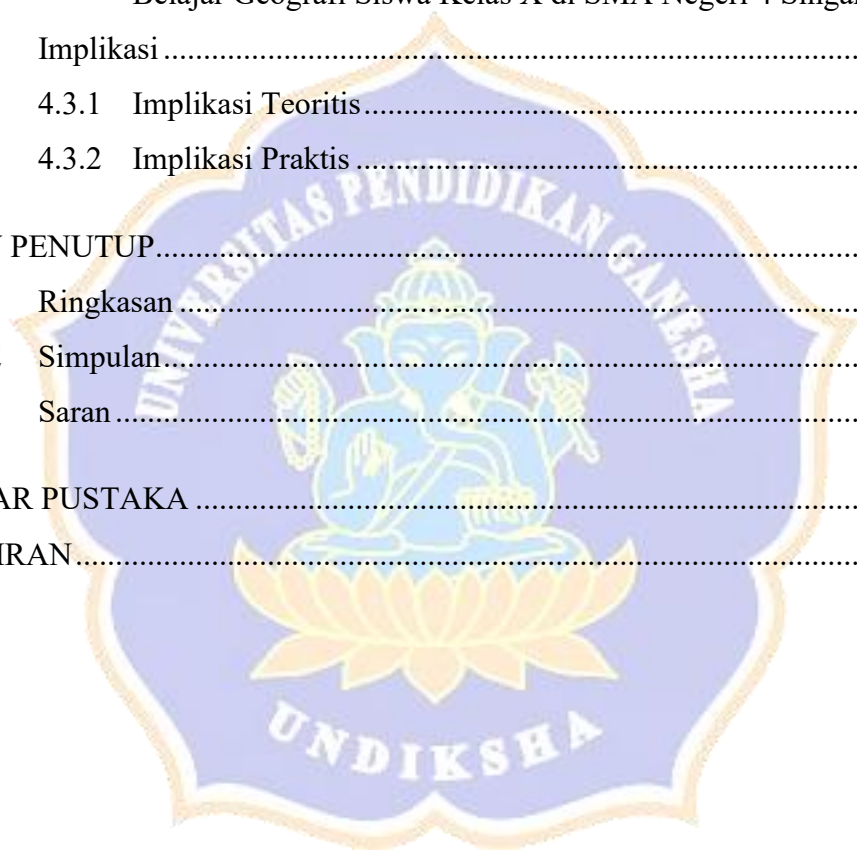 Belajar Geografi Siswa Kelas X di SMA Negeri 4
Implikasi ........................................................................
4.3.1 Implikasi Teoritis ........................................................................
4.3.2 Implikasi Praktis ........................................................................
PENUTUP ........................................................................
Ringkasan ........................................................................
Simpulan ........................................................................
Saran ........................................................................
AR PUSTAKA ........................................................................
IRAN ........................................................................
UNIVERSITAS PENDIDIKAN GANESHA
UNDIKSHA